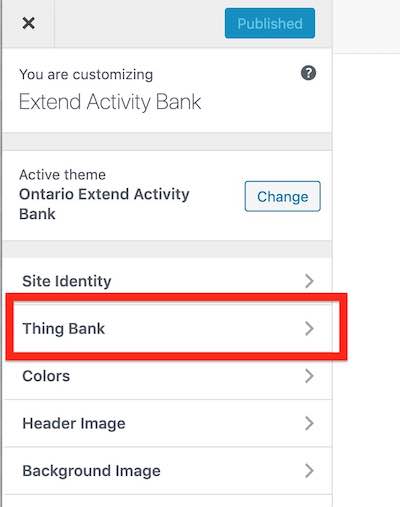 Published
You are customizing
Extend Activity Bank
Active theme
Ontario Extend Activity
Bank
Change
Site Identity
Thing Bank
Colors
Header Image
Background Image